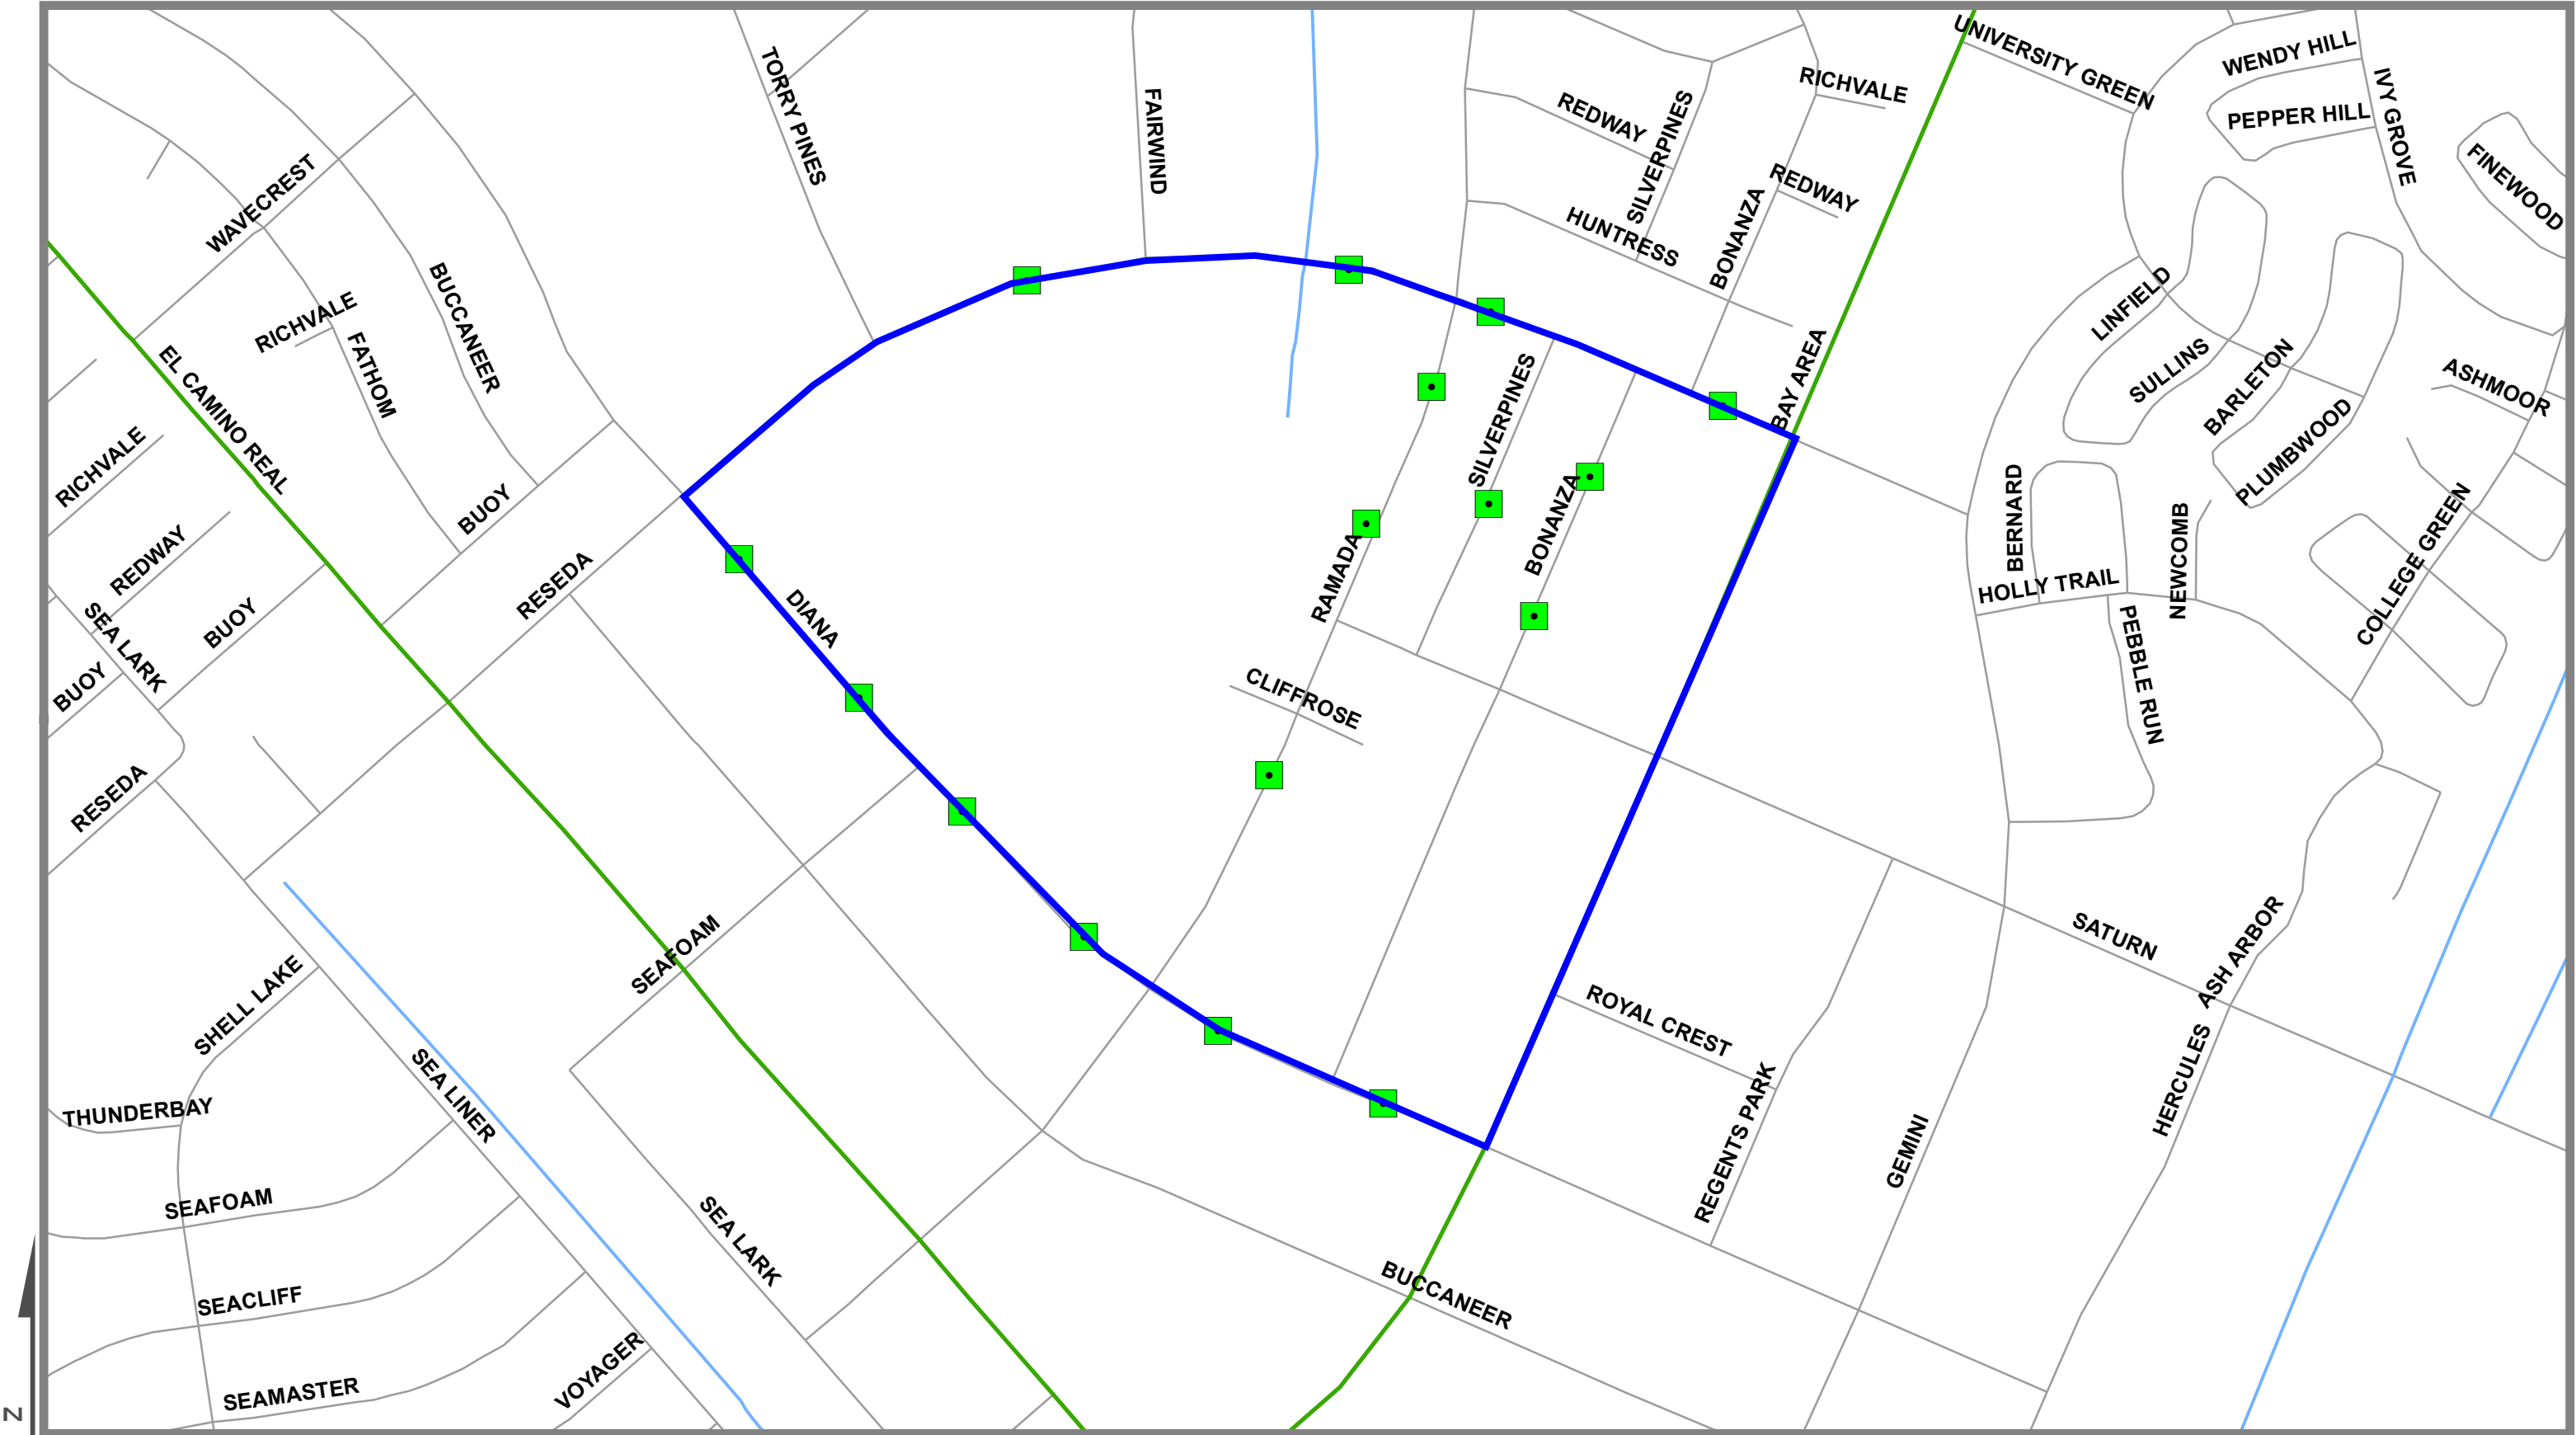 UNIVERSITY GREEN
WENDY HILL
TORRY PINES
RICHVALE
IVY GROVE
FAIRWIND
REDWAY
SILVERPINES
PEPPER HILL
FINEWOOD
WAVECREST
REDWAY
HUNTRESS
BONANZA
BUCCANEER
RICHVALE
LINFIELD
FATHOM
EL CAMINO REAL
BAY AREA
SULLINS
BARLETON
ASHMOOR
SILVERPINES
PLUMBWOOD
RICHVALE
BUOY
BERNARD
NEWCOMB
COLLEGE GREEN
BONANZA
REDWAY
RESEDA
RAMADA
DIANA
HOLLY TRAIL
BUOY
SEA LARK
PEBBLE RUN
BUOY
CLIFFROSE
RESEDA
SEAFOAM
SATURN
ASH ARBOR
SHELL LAKE
ROYAL CREST
HERCULES
SEA LINER
THUNDERBAY
REGENTS PARK
GEMINI
SEAFOAM
SEA LARK
BUCCANEER
SEACLIFF
VOYAGER
SEAMASTER
N